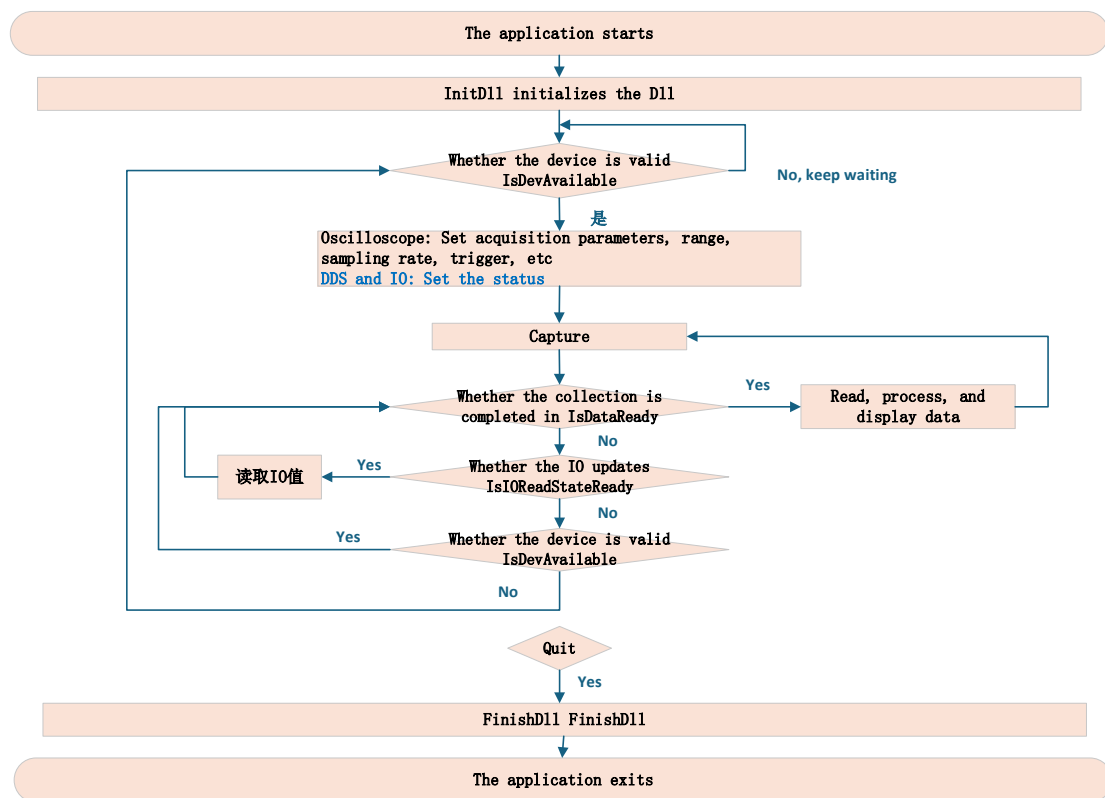 The application starts
InitDll initializes the Dll
Whether the device is valid
IsDevAvailable
No, keep waiting
是
Oscilloscope: Set acquisition parameters, range,
sampling rate, trigger, etc
DDS and IO: Set the status
Capture
Whether the collection is
completed in IsDataReady
Yes
Read, process, and
display data
No
Whether the IO updates
IsIOReadStateReady
Yes
读取IO值
No
Whether the device is valid
IsDevAvailable
Yes
No
Quit
Yes
FinishDll FinishDll
The application exits